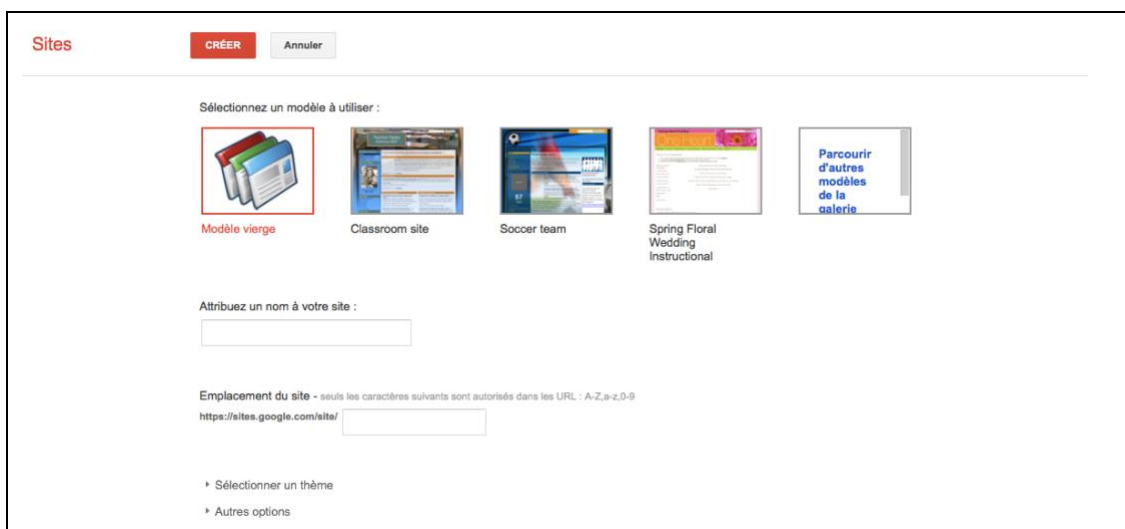 Sites
CRÉER
Annuler
Sélectionnez un modèle à utiliser :
Parcourir
d'autres
modèles
de la
galerie
Modèle vierge
Classroom site
Soccer team
Spring Floral
Wedding
Instructional
Attribuez un nom à votre site :
Emplacement du site - seuls les caractères suivants sont autorisés dans les URL : A-Z,a-z,0-9
https://sites.google.com/site/
Sélectionner un thème
Autres options